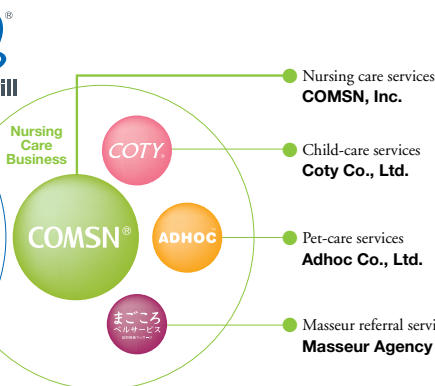 ®
ill
Nursing
Care
Business
COMSN®
COTY.
ADHOC
まごころ
ベルサービス
Nursing care services
COMSN, Inc.
Child-care services
Coty Co., Ltd.
Pet-care services
Adhoc Co., Ltd.
Masseur referral servi
Masseur Agency